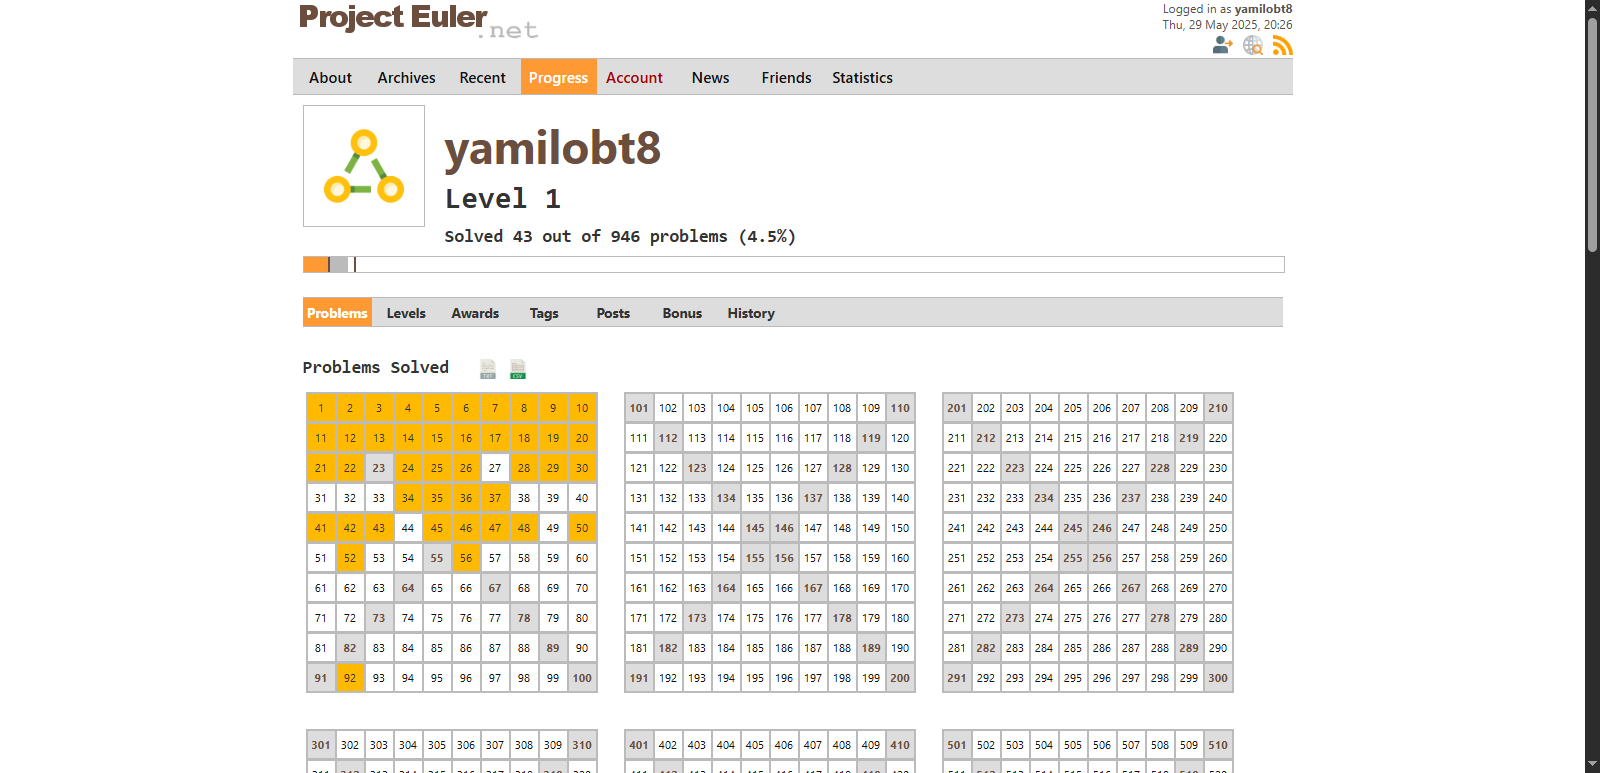 Project Euler
.net
Logged in as yamilobt8
Thu, 29 May 2025, 20:26
About Archives Recent Progress Account News Friends Statistics
yamilobt8
Level 1
Solved 43 out of 946 problems (4.5%)
Problems Levels Awards Tags Posts Bonus History
Problems Solved TXT CSV
1 2 3 4 5 6 7 8 9 10 101 102 103 104 105 106 107 108 109 110 201 202 203 204 205 206 207 208 209 210
11 12 13 14 15 16 17 18 19 20 111 112 113 114 115 116 117 118 119 120 211 212 213 214 215 216 217 218 219 220
21 22 23 24 25 26 27 28 29 30 121 122 123 124 125 126 127 128 129 130 221 222 223 224 225 226 227 228 229 230
31 32 33 34 35 36 37 38 39 40 131 132 133 134 135 136 137 138 139 140 231 232 233 234 235 236 237 238 239 240
41 42 43 44 45 46 47 48 49 50 141 142 143 144 145 146 147 148 149 150 241 242 243 244 245 246 247 248 249 250
51 52 53 54 55 56 57 58 59 60 151 152 153 154 155 156 157 158 159 160 251 252 253 254 255 256 257 258 259 260
61 62 63 64 65 66 67 68 69 70 161 162 163 164 165 166 167 168 169 170 261 262 263 264 265 266 267 268 269 270
71 72 73 74 75 76 77 78 79 80 171 172 173 174 175 176 177 178 179 180 271 272 273 274 275 276 277 278 279 280
81 82 83 84 85 86 87 88 89 90 181 182 183 184 185 186 187 188 189 190 281 282 283 284 285 286 287 288 289 290
91 92 93 94 95 96 97 98 99 100 191 192 193 194 195 196 197 198 199 200 291 292 293 294 295 296 297 298 299 300
301 302 303 304 305 306 307 308 309 310 401 402 403 404 405 406 407 408 409 410 501 502 503 504 505 506 507 508 509 510